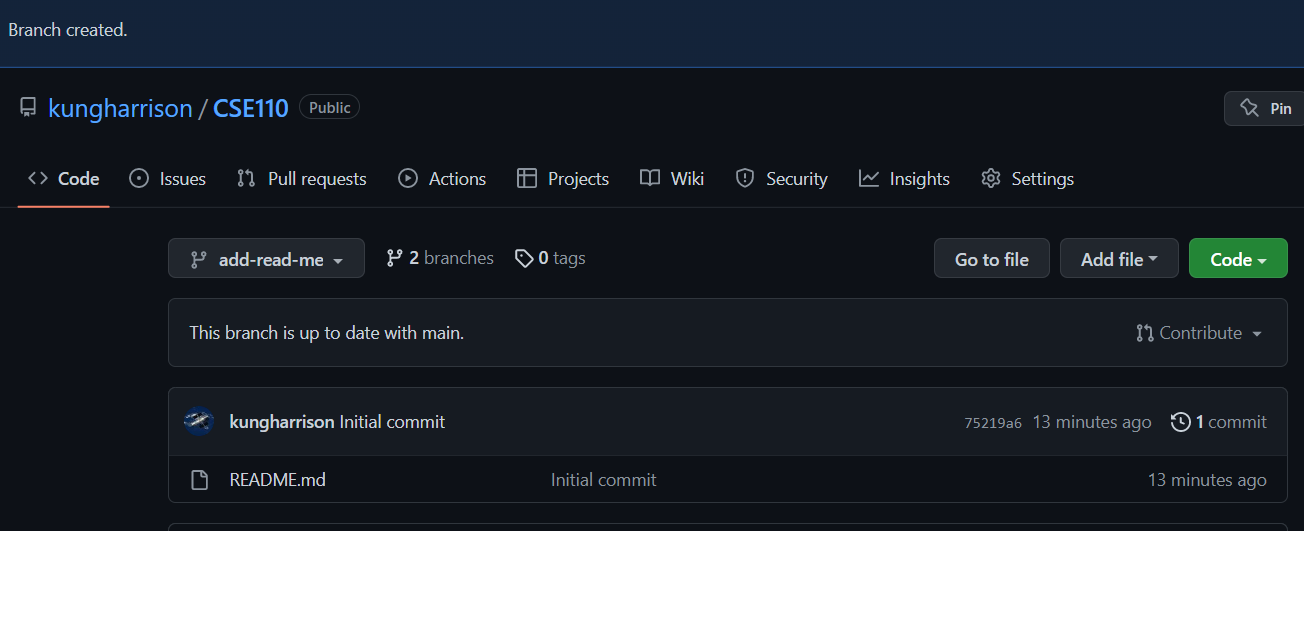 Branch created.
kungharrison / CSE110 Public
Pin
Code Issues Pull requests Actions Projects Wiki Security Insights Settings
add-read-me 2 branches 0 tags Go to file Add file Code
This branch is up to date with main. Contribute
kungharrison Initial commit 75219a6 13 minutes ago 1 commit
README.md Initial commit 13 minutes ago